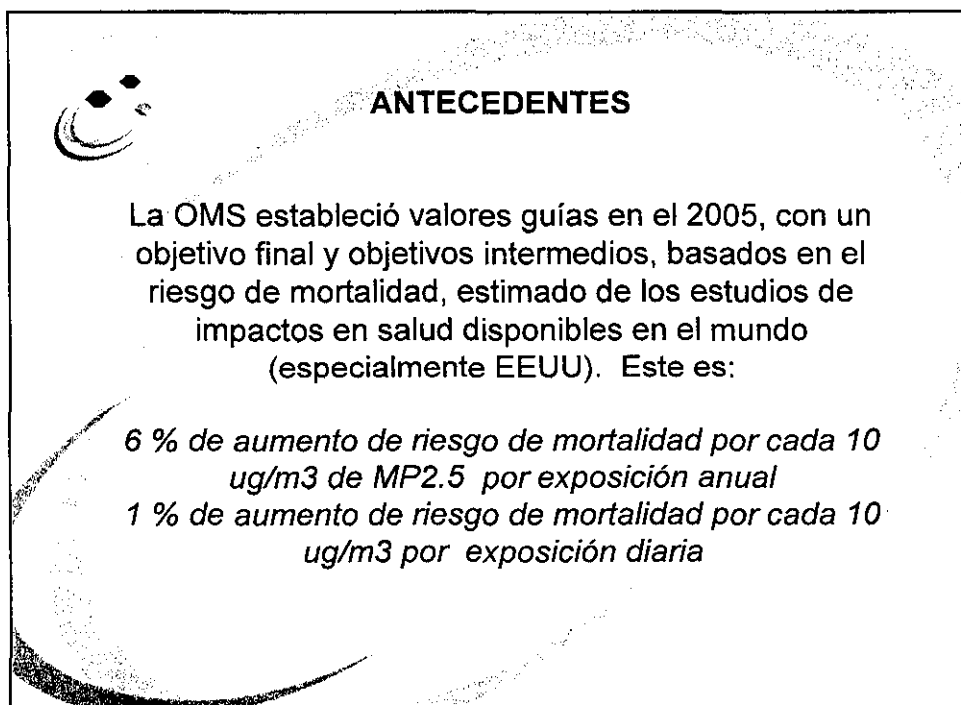 ANTECEDENTES
La OMS estableció valores guías en el 2005, con un
objetivo final y objetivos intermedios, basados en el
riesgo de mortalidad, estimado de los estudios de
impactos en salud disponibles en el mundo
(especialmente EEUU). Este es:
6 % de aumento de riesgo de mortalidad por cada 10
ug/m3 de MP2.5 por exposición anual
1 % de aumento de riesgo de mortalidad por cada 10
ug/m3 por exposición diaria